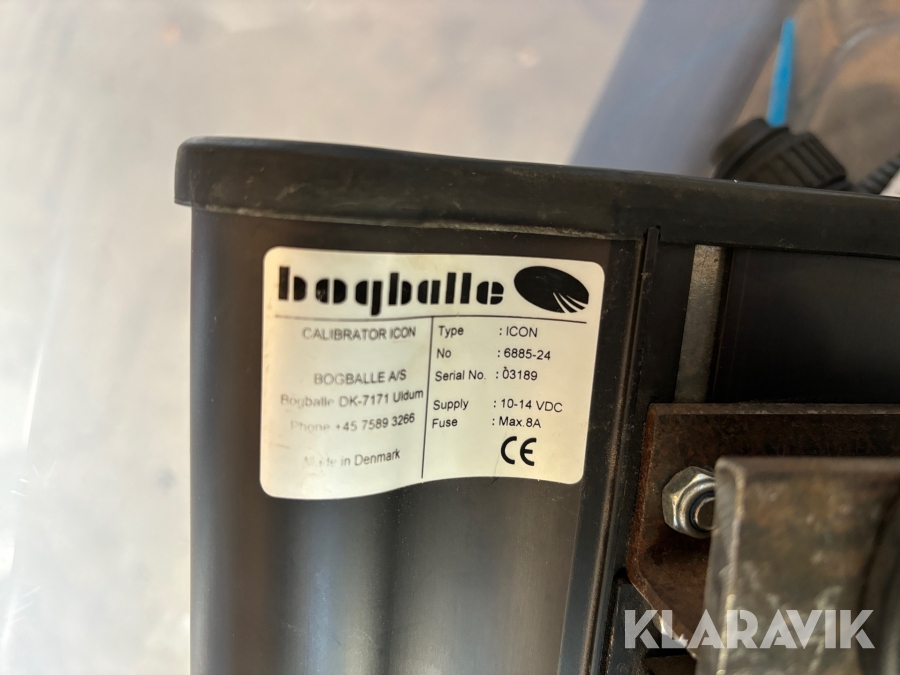 bogballe
CALIBRATOR ICON
BOGBALLE A/S
Bogballe DK-7171 Uldum
Phone +45 7589 3266
Made in Denmark
Type : ICON
No : 6885-24
Serial No. : 03189
Supply : 10-14 VDC
Fuse : Max.8A
CE
KLARAVIK